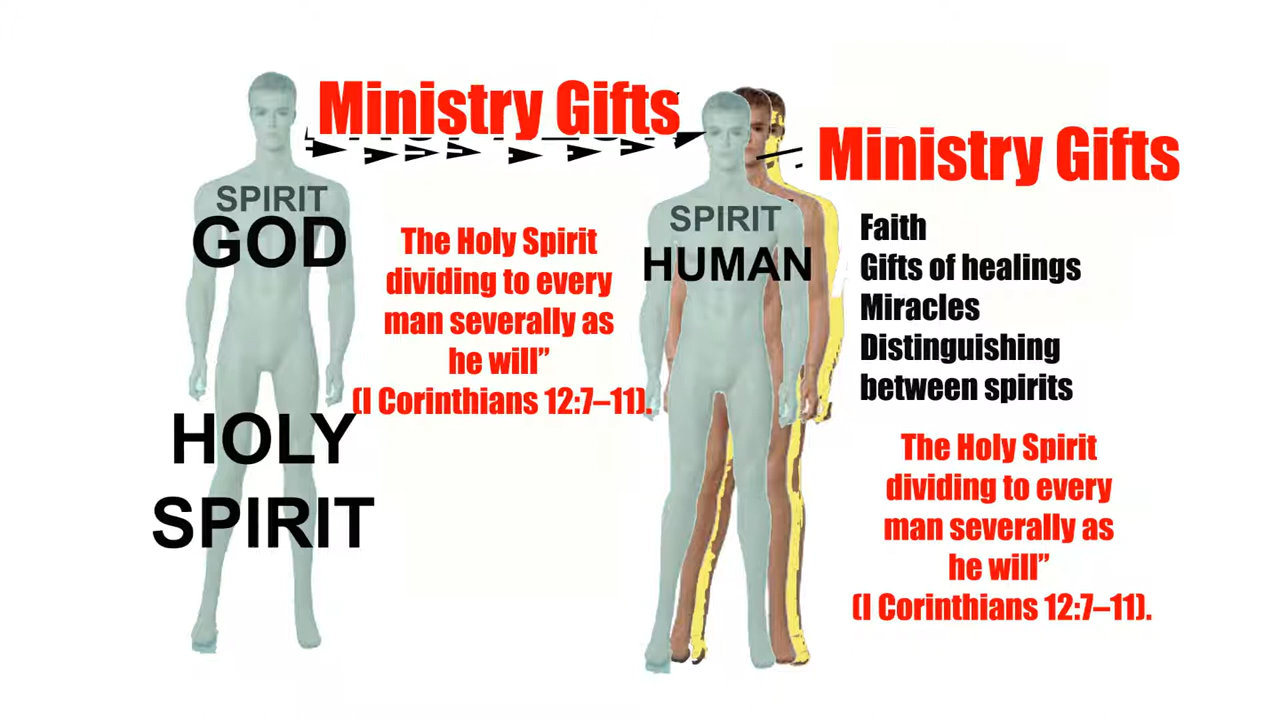 Ministry Gifts
SPIRIT
GOD
HOLY
SPIRIT
The Holy Spirit
dividing to every
man severally as
he will”
(I Corinthians 12:7–11).
SPIRIT
HUMAN
Ministry Gifts
Faith
Gifts of healings
Miracles
Distinguishing
between spirits
The Holy Spirit
dividing to every
man severally as
he will”
(I Corinthians 12:7–11).